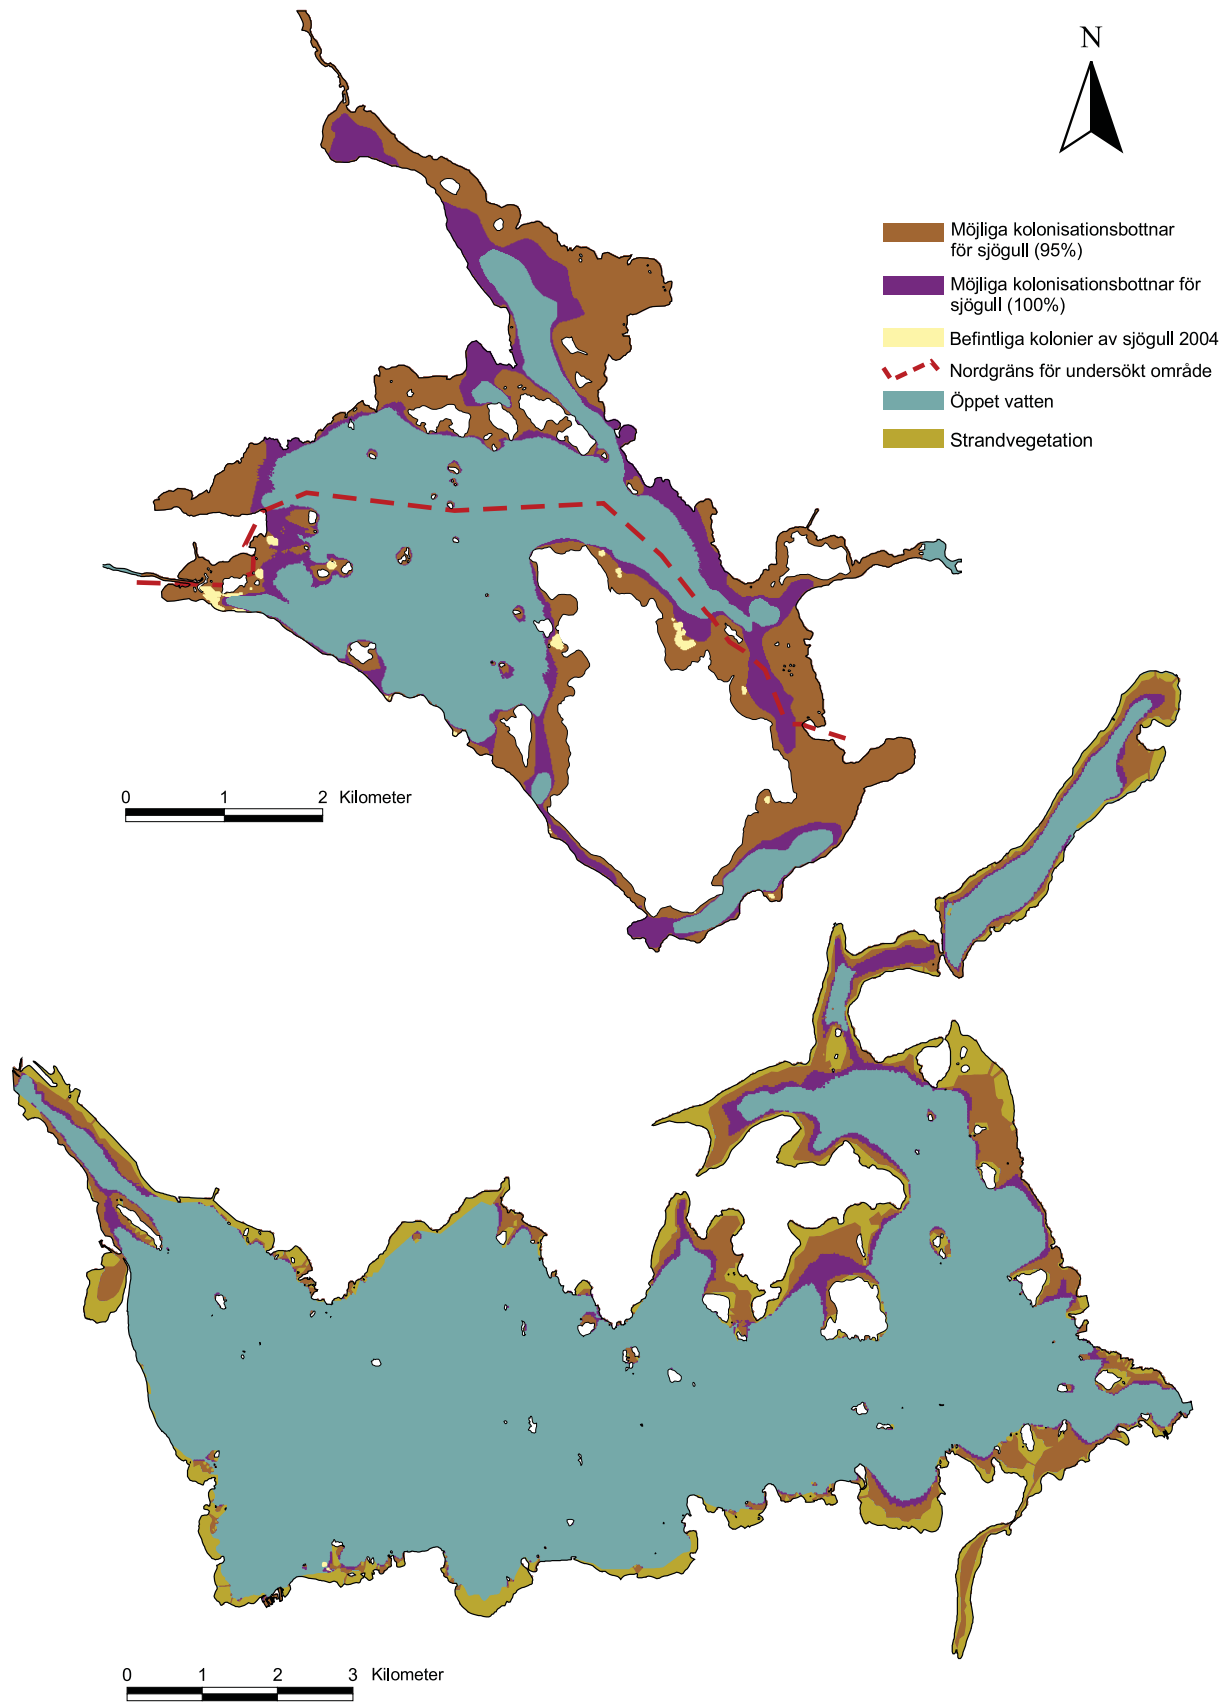 N
Möjliga kolonisationsbottnar
för sjögull (95%)
Möjliga kolonisationsbottnar för
sjögull (100%)
Befintliga kolonier av sjögull 2004
Nordgräns för undersökt område
Öppet vatten
Strandvegetation
0 1 2 Kilometer
0 1 2 3 Kilometer